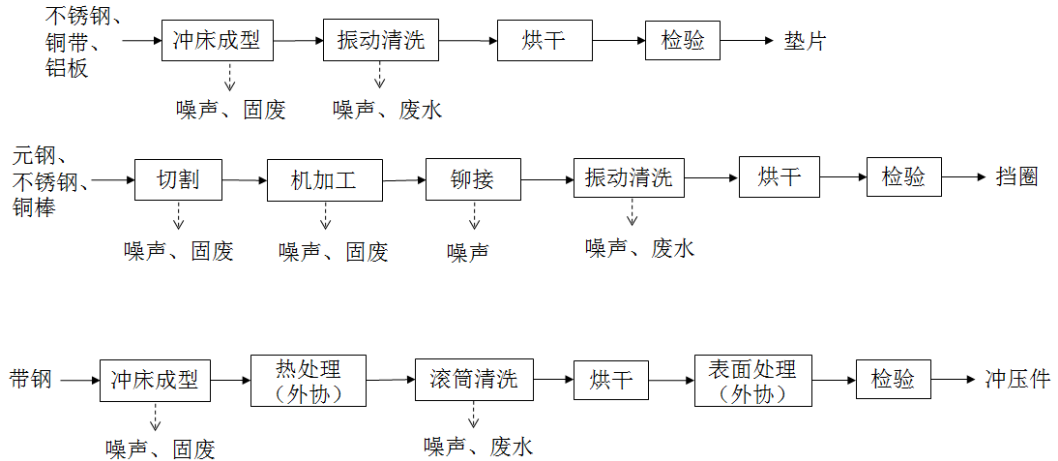 不锈钢、
铜带、
铝板
冲床成型
振动清洗
烘干
检验
垫片
噪声、固废
噪声、废水
元钢、
不锈钢、
铜棒
切割
机加工
铆接
振动清洗
烘干
检验
挡圈
噪声、固废
噪声、固废
噪声
噪声、废水
带钢
冲床成型
热处理
（外协）
滚筒清洗
烘干
表面处理
（外协）
检验
冲压件
噪声、固废
噪声、废水